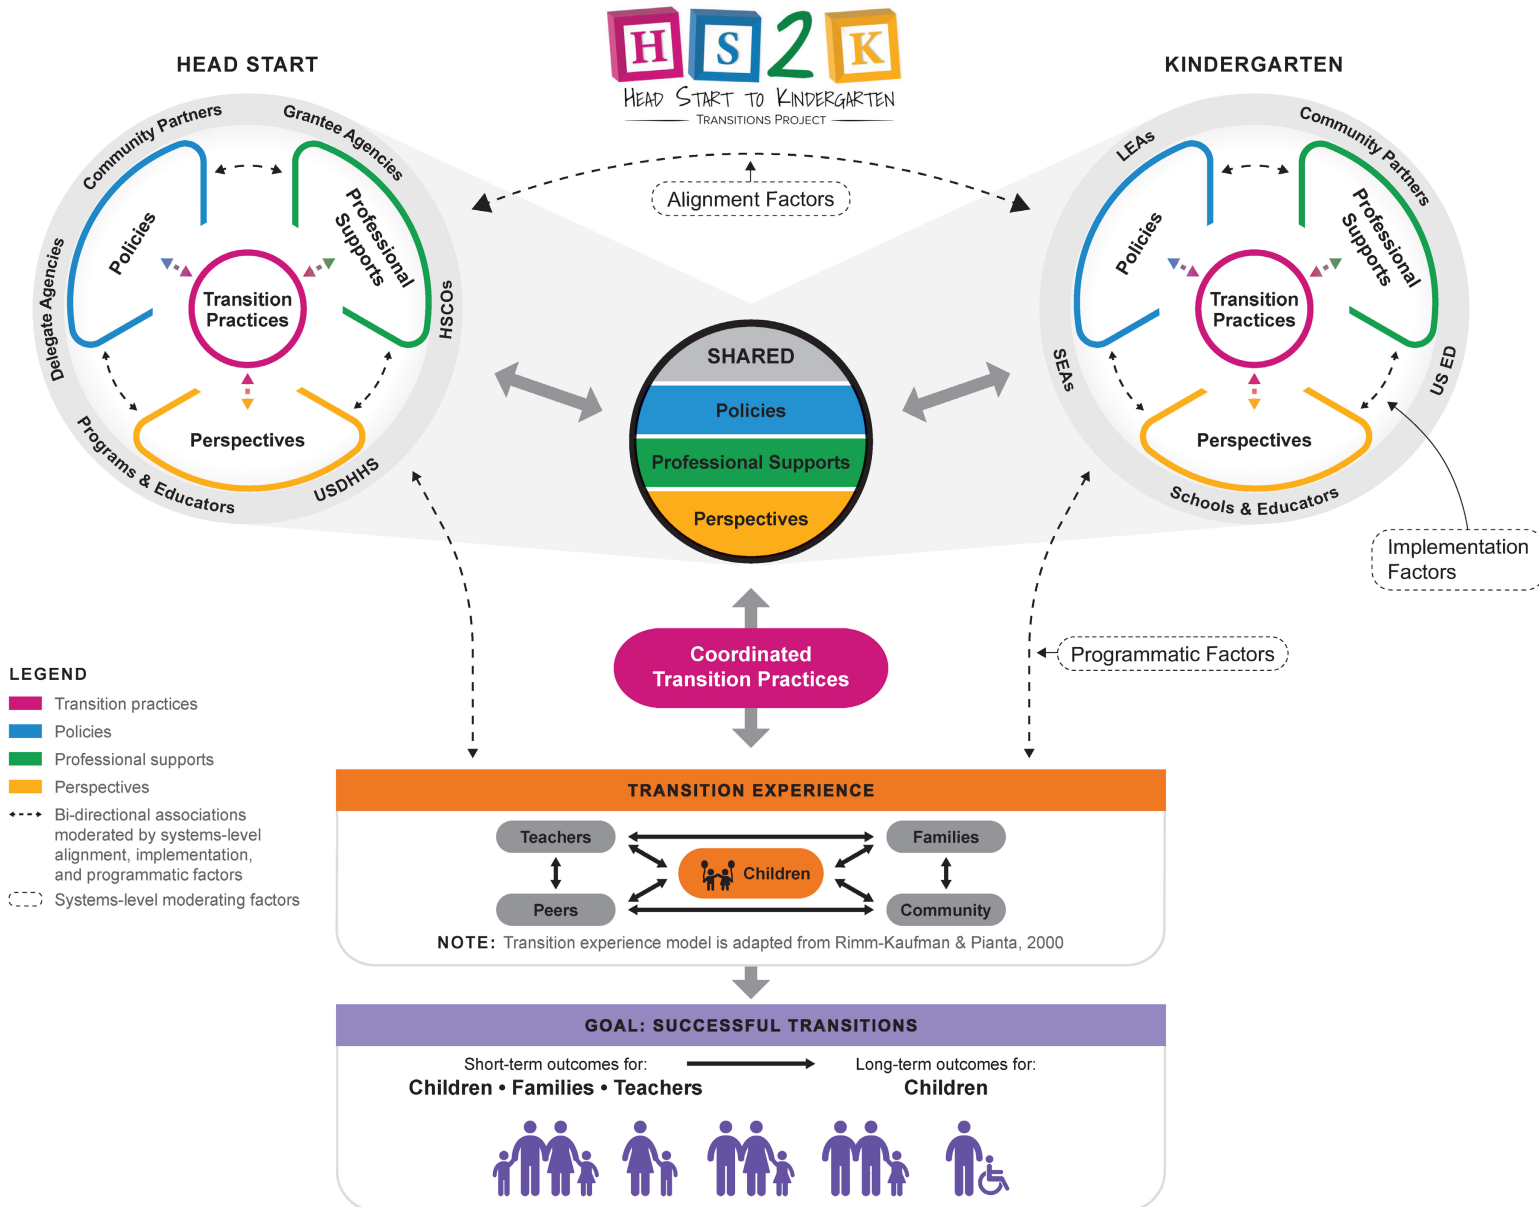 H S 2 K
HEAD START TO KINDERGARTEN
TRANSITIONS PROJECT
HEAD START
Community Partners
Grantee Agencies
Delegate Agencies
HSCOs
Programs & Educators
USDHHS
Policies
Professional
Supports
Transition
Practices
Perspectives
Alignment Factors
KINDERGARTEN
LEAs
Community Partners
SEAs
US ED
Schools & Educators
Policies
Professional
Supports
Transition
Practices
Perspectives
SHARED
Policies
Professional Supports
Perspectives
Implementation
Factors
Coordinated
Transition Practices
Programmatic Factors
LEGEND
Transition practices
Policies
Professional supports
Perspectives
Bi-directional associations
moderated by systems-level
alignment, implementation,
and programmatic factors
Systems-level moderating factors
TRANSITION EXPERIENCE
Teachers
Families
Children
Peers
Community
NOTE: Transition experience model is adapted from Rimm-Kaufman & Pianta, 2000
GOAL: SUCCESSFUL TRANSITIONS
Short-term outcomes for:
Children • Families • Teachers
Long-term outcomes for:
Children